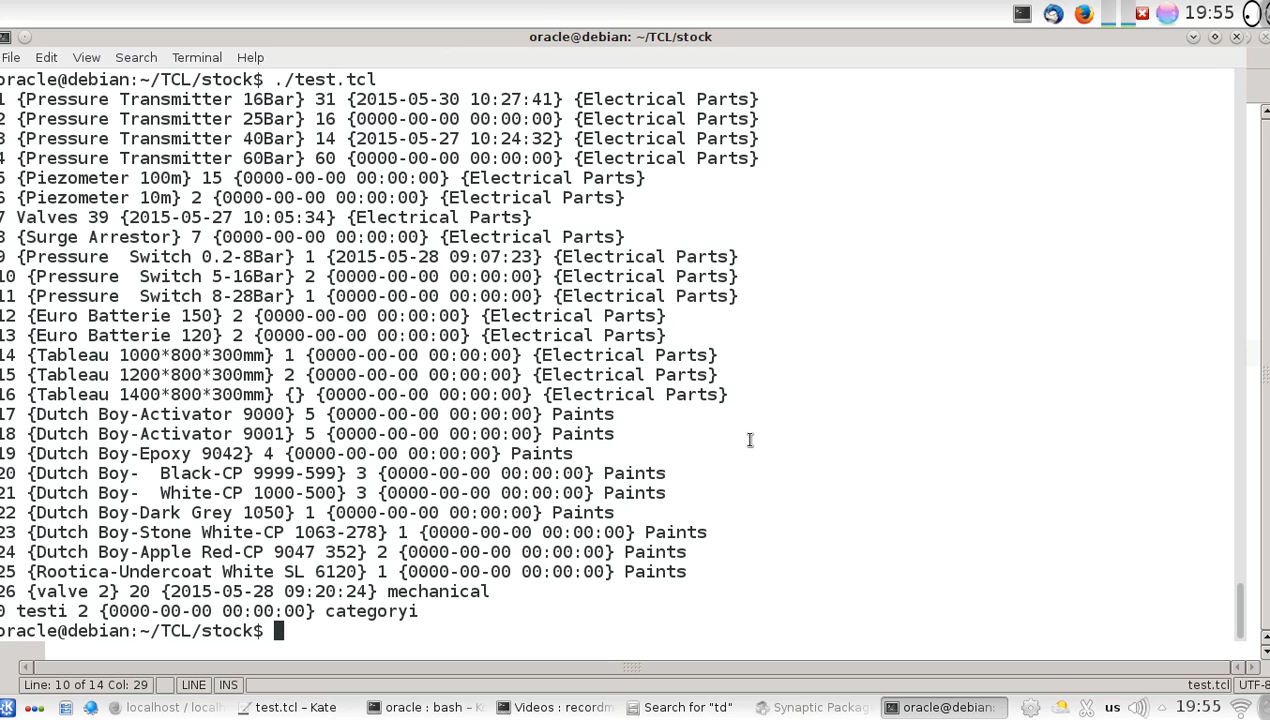 19:55
oracle@debian: ~/TCL/stock
File Edit View Search Terminal Help
oracle@debian:~/TCL/stock$ ./test.tcl
1 {Pressure Transmitter 16Bar} 31 {2015-05-30 10:27:41} {Electrical Parts}
2 {Pressure Transmitter 25Bar} 16 {0000-00-00 00:00:00} {Electrical Parts}
3 {Pressure Transmitter 40Bar} 14 {2015-05-27 10:24:32} {Electrical Parts}
4 {Pressure Transmitter 60Bar} 60 {0000-00-00 00:00:00} {Electrical Parts}
5 {Piezometer 100m} 15 {0000-00-00 00:00:00} {Electrical Parts}
6 {Piezometer 10m} 2 {0000-00-00 00:00:00} {Electrical Parts}
7 Valves 39 {2015-05-27 10:05:34} {Electrical Parts}
8 {Surge Arrestor} 7 {0000-00-00 00:00:00} {Electrical Parts}
9 {Pressure  Switch 0.2-8Bar} 1 {2015-05-28 09:07:23} {Electrical Parts}
10 {Pressure  Switch 5-16Bar} 2 {0000-00-00 00:00:00} {Electrical Parts}
11 {Pressure  Switch 8-28Bar} 1 {0000-00-00 00:00:00} {Electrical Parts}
12 {Euro Batterie 150} 2 {0000-00-00 00:00:00} {Electrical Parts}
13 {Euro Batterie 120} 2 {0000-00-00 00:00:00} {Electrical Parts}
14 {Tableau 1000*800*300mm} 1 {0000-00-00 00:00:00} {Electrical Parts}
15 {Tableau 1200*800*300mm} 2 {0000-00-00 00:00:00} {Electrical Parts}
16 {Tableau 1400*800*300mm} {} {0000-00-00 00:00:00} {Electrical Parts}
17 {Dutch Boy-Activator 9000} 5 {0000-00-00 00:00:00} Paints
18 {Dutch Boy-Activator 9001} 5 {0000-00-00 00:00:00} Paints
19 {Dutch Boy-Epoxy 9042} 4 {0000-00-00 00:00:00} Paints
20 {Dutch Boy-  Black-CP 9999-599} 3 {0000-00-00 00:00:00} Paints
21 {Dutch Boy-  White-CP 1000-500} 3 {0000-00-00 00:00:00} Paints
22 {Dutch Boy-Dark Grey 1050} 1 {0000-00-00 00:00:00} Paints
23 {Dutch Boy-Stone White-CP 1063-278} 1 {0000-00-00 00:00:00} Paints
24 {Dutch Boy-Apple Red-CP 9047 352} 2 {0000-00-00 00:00:00} Paints
25 {Rootica-Undercoat White SL 6120} 1 {0000-00-00 00:00:00} Paints
26 {valve 2} 20 {2015-05-28 09:20:24} mechanical
0 testi 2 {0000-00-00 00:00:00} categoryi
oracle@debian:~/TCL/stock$
Line: 10 of 14 Col: 29 LINE INS test.tcl UTF-8
localhost / local test.tcl - Kate oracle : bash - K Videos : recordm Search for "td" Synaptic Packag oracle@debian: us 19:55